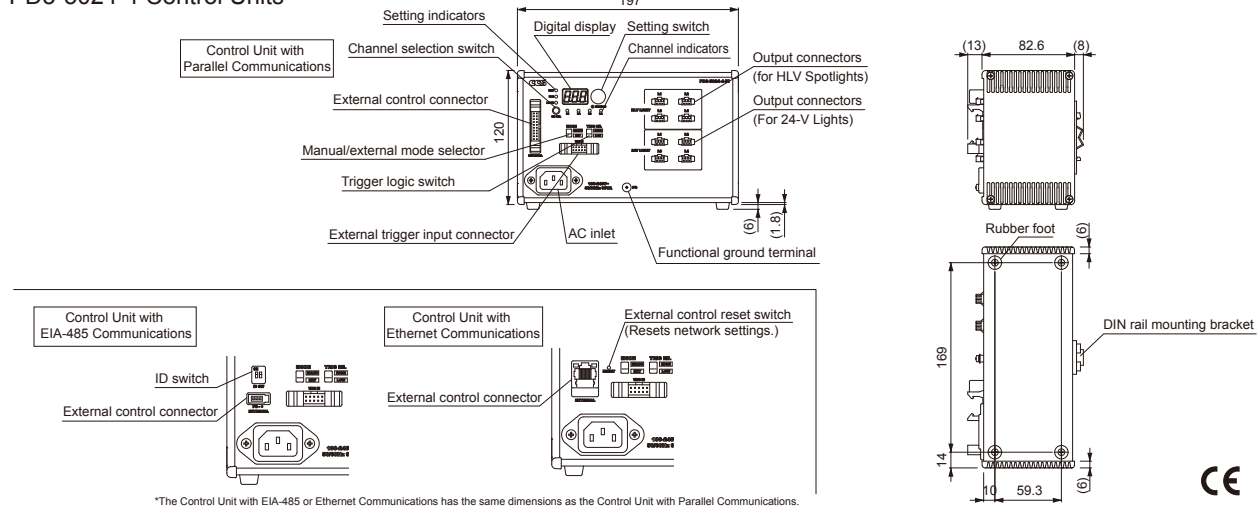 Control Units
197
Setting indicators
Digital display
Setting switch
Channel selection switch
Channel indicators
Control Unit with
Parallel Communications
Output connectors
(for HLV Spotlights)
External control connector
Output connectors
(For 24-V Lights)
120
Manual/external mode selector
Trigger logic switch
External trigger input connector
AC inlet
Functional ground terminal
(6)
(1.8)
(13)
82.6
(8)
Rubber foot
(6)
169
DIN rail mounting bracket
14
10
59.3
(6)
CE
Control Unit with
EIA-485 Communications
ID switch
External control connector
Control Unit with
Ethernet Communications
External control reset switch
(Resets network settings.)
External control connector
*The Control Unit with EIA-485 or Ethernet Communications has the same dimensions as the Control Unit with Parallel Communications.